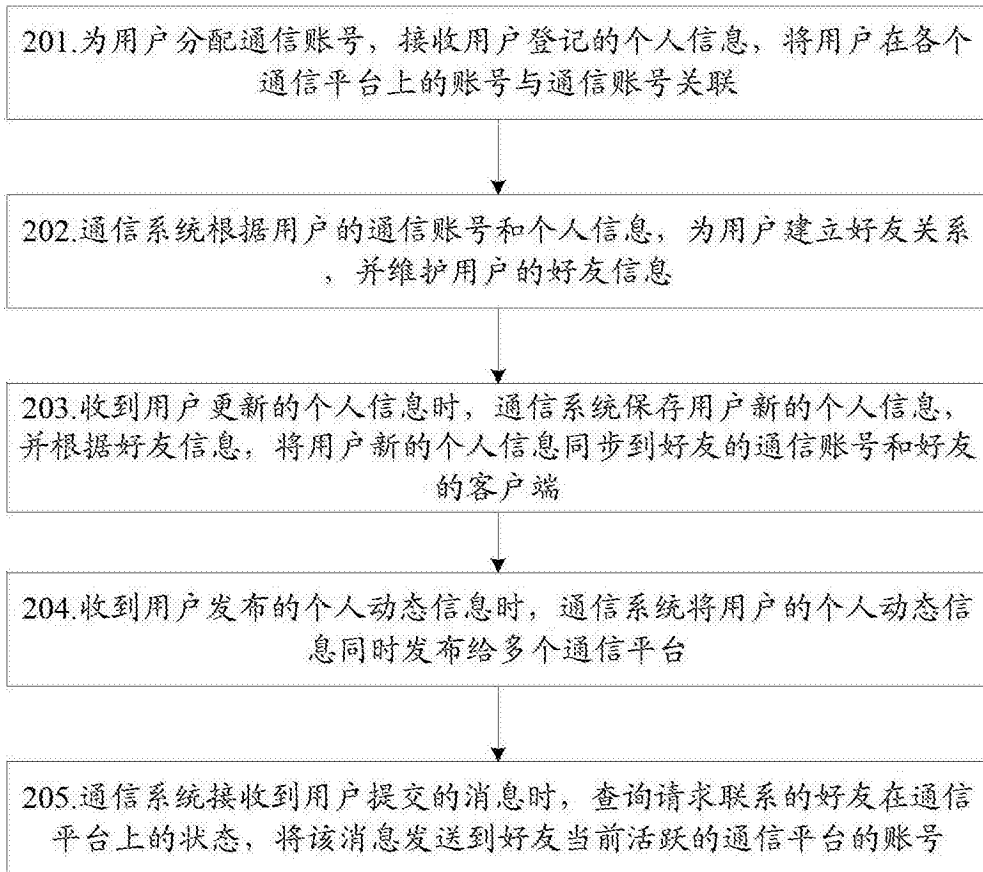 201.为用户分配通信账号，接收用户登记的个人信息，将用户在各个
通信平台上的账号与通信账号关联
202.通信系统根据用户的通信账号和个人信息，为用户建立好友关系
，并维护用户的好友信息
203.收到用户更新的个人信息时，通信系统保存用户新的个人信息，
并根据好友信息，将用户新的个人信息同步到好友的通信账号和好友
的客户端
204.收到用户发布的个人动态信息时，通信系统将用户的个人动态信
息同时发布给多个通信平台
205.通信系统接收到用户提交的消息时，查询请求联系的好友在通信
平台上的状态，将该消息发送到好友当前活跃的通信平台的账号